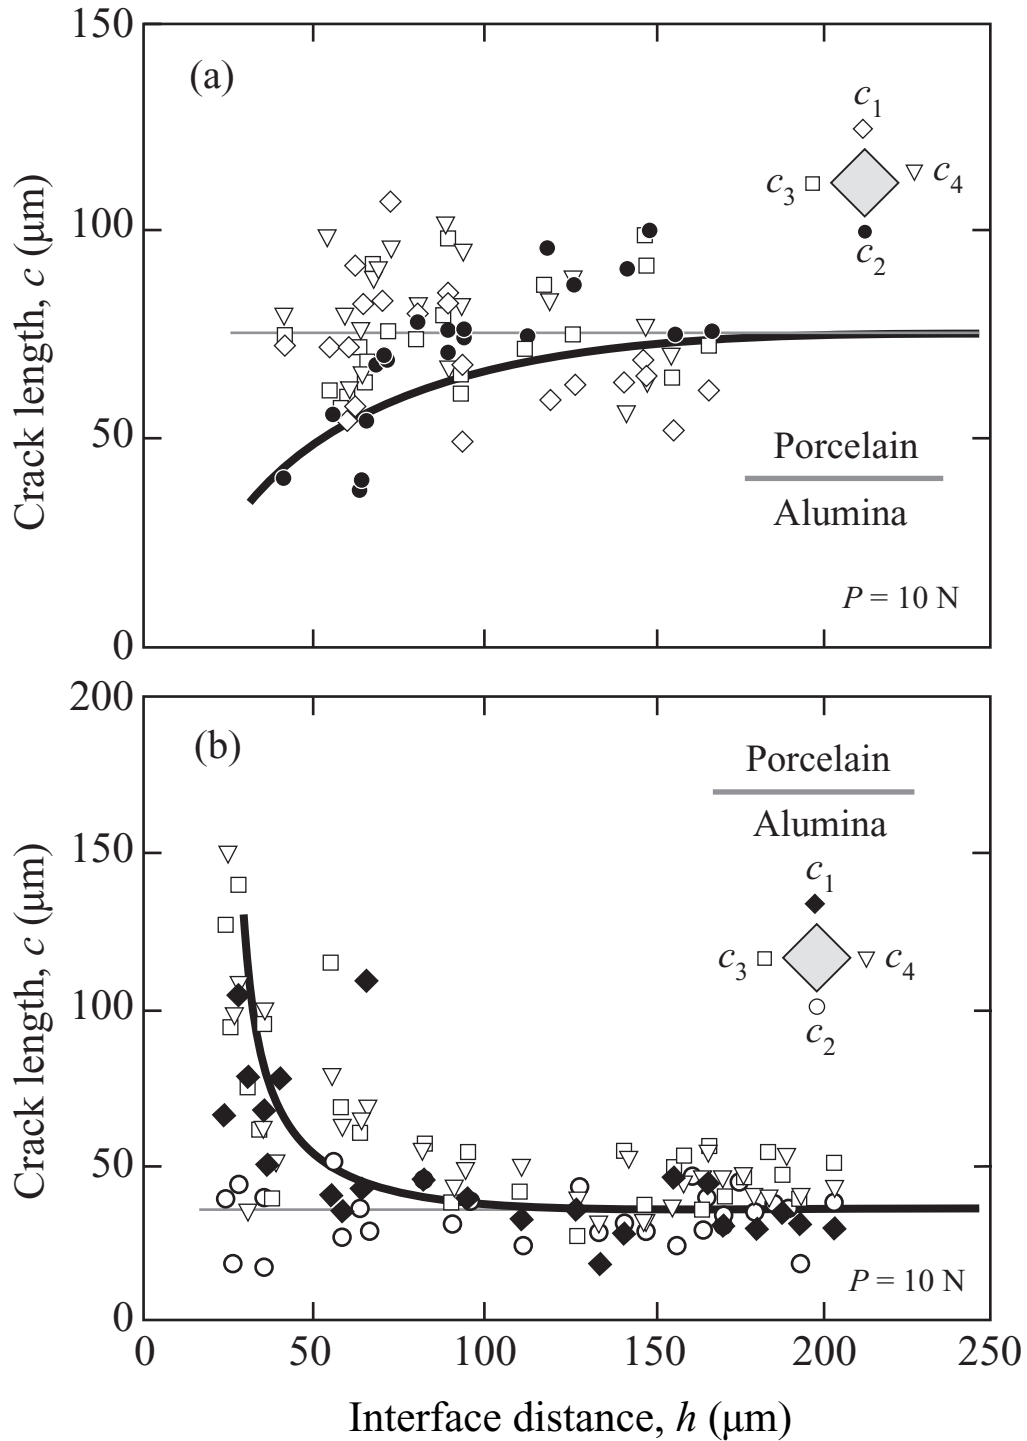 150
(a)
c1
c3
c4
100
c2
Crack length, c (μm)
Porcelain
50
Alumina
P = 10 N
0
200
(b)
Porcelain
Alumina
150
c1
c3
c4
Crack length, c (μm)
100
c2
50
P = 10 N
0
0 50 100 150 200 250
Interface distance, h (μm)